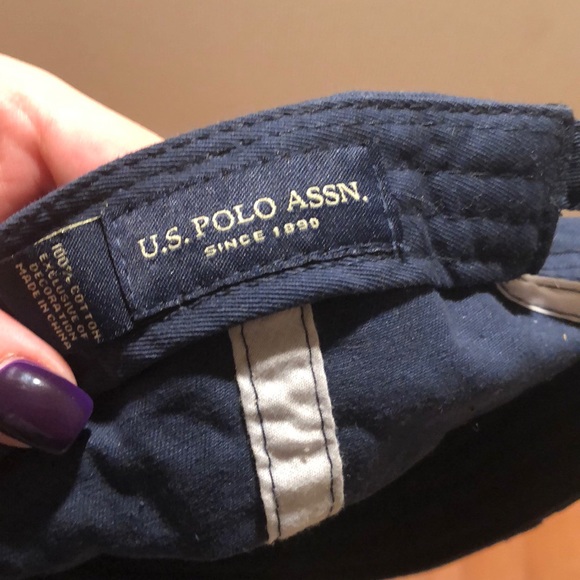 U.S. POLO ASSN.
SINCE 1890
100% COTTON
EXCLUSIVE OF
DECORATION
MADE IN CHINA